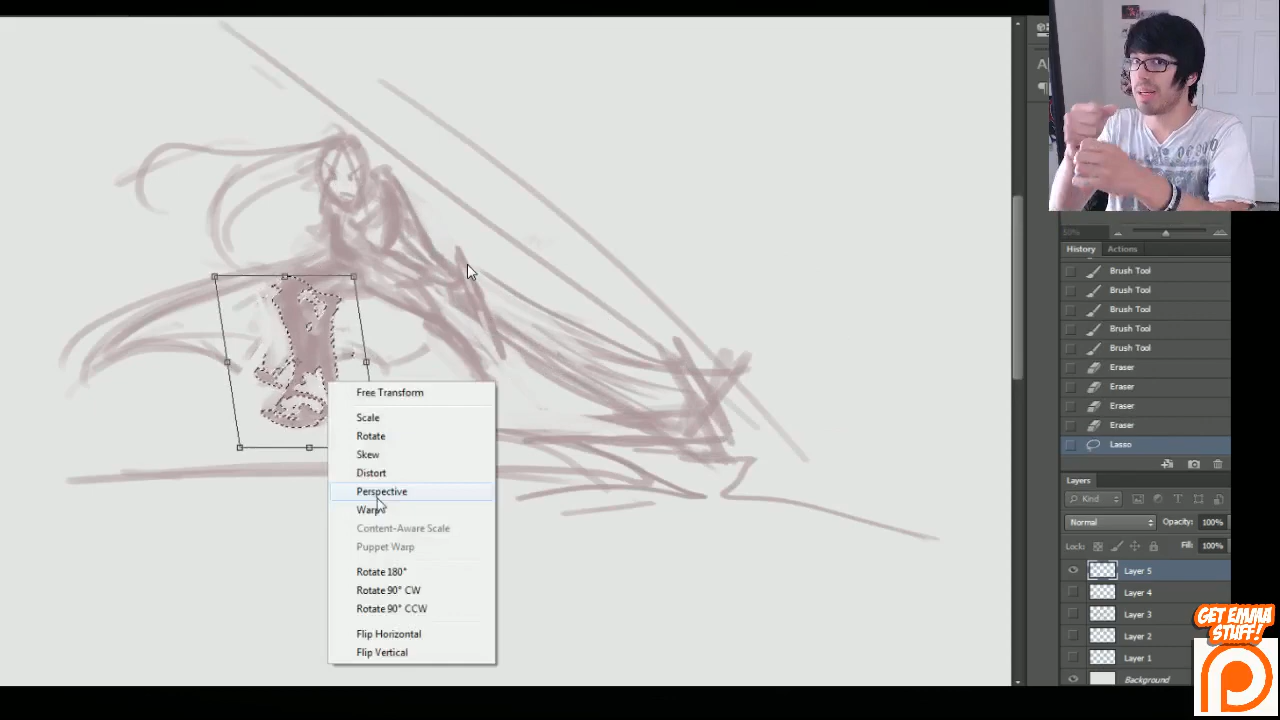 50%
History
Actions
Brush Tool
Brush Tool
Brush Tool
Brush Tool
Brush Tool
Eraser
Eraser
Eraser
Eraser
Lasso
Free Transform
Scale
Rotate
Skew
Distort
Perspective
Warp
Content-Aware Scale
Puppet Warp
Rotate 180°
Rotate 90° CW
Rotate 90° CCW
Flip Horizontal
Flip Vertical
Layers
Kind
Normal
Opacity: 100%
Lock:
Fill: 100%
Layer 5
Layer 4
Layer 3
Layer 2
Layer 1
Background
GET EMMA
STUFF!